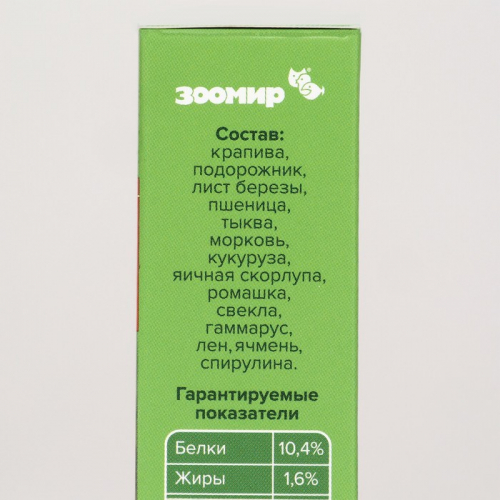 зоомир
Состав:
крапива,
подорожник,
лист березы,
пшеница,
тыква,
морковь,
кукуруза,
яичная скорлупа,
ромашка,
свекла,
гаммарус,
лен, ячмень,
спирулина.
Гарантируемые
показатели
Белки 10,4%
Жиры 1,6%